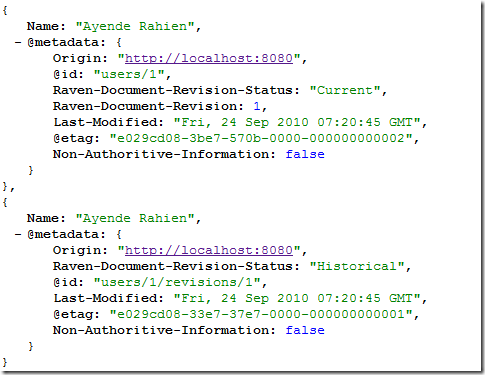 {
Name: "Ayende Rahien",
- @metadata: {
Origin: "http://localhost:8080",
@id: "users/1",
Raven-Document-Revision-Status: "Current",
Raven-Document-Revision: 1,
Last-Modified: "Fri, 24 Sep 2010 07:20:45 GMT",
@etag: "e029cd08-3be7-570b-0000-000000000002",
Non-Authoritive-Information: false
}
},
{
Name: "Ayende Rahien",
- @metadata: {
Origin: "http://localhost:8080",
Raven-Document-Revision-Status: "Historical",
@id: "users/1/revisions/1",
Last-Modified: "Fri, 24 Sep 2010 07:20:45 GMT",
@etag: "e029cd08-33e7-37e7-0000-000000000001",
Non-Authoritive-Information: false
}
}